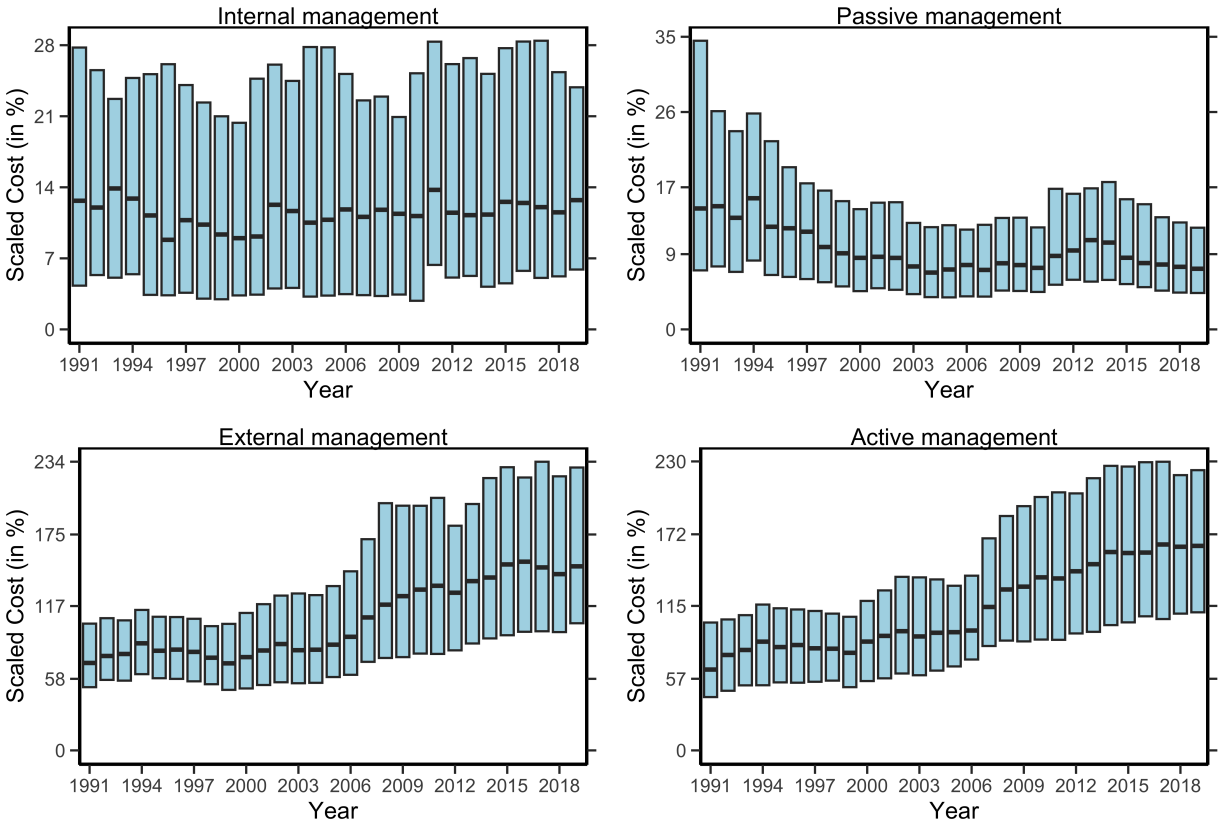 Internal management
Scaled Cost (in %)
28
21
14
7
0
1991 1994 1997 2000 2003 2006 2009 2012 2015 2018
Year
Passive management
Scaled Cost (in %)
35
26
17
9
0
1991 1994 1997 2000 2003 2006 2009 2012 2015 2018
Year
External management
Scaled Cost (in %)
234
175
117
58
0
1991 1994 1997 2000 2003 2006 2009 2012 2015 2018
Year
Active management
Scaled Cost (in %)
230
172
115
57
0
1991 1994 1997 2000 2003 2006 2009 2012 2015 2018
Year